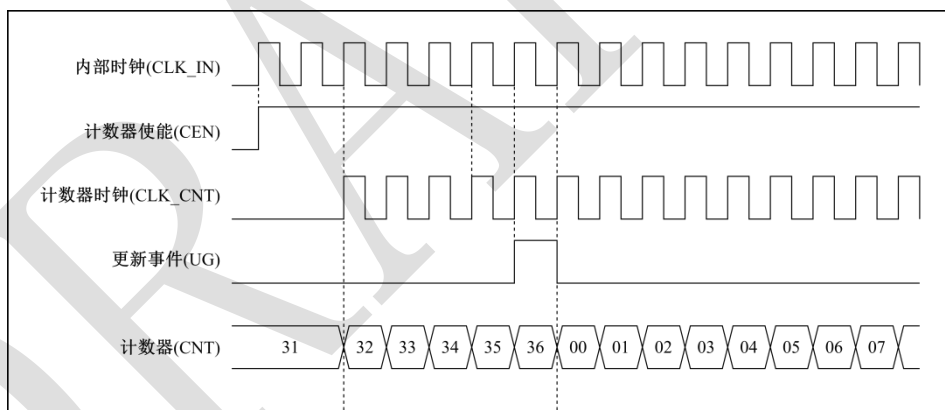 内部时钟(CLK_IN)
计数器使能(CEN)
计数器时钟(CLK_CNT)
更新事件(UG)
计数器(CNT) 31 32 33 34 35 36 00 01 02 03 04 05 06 07